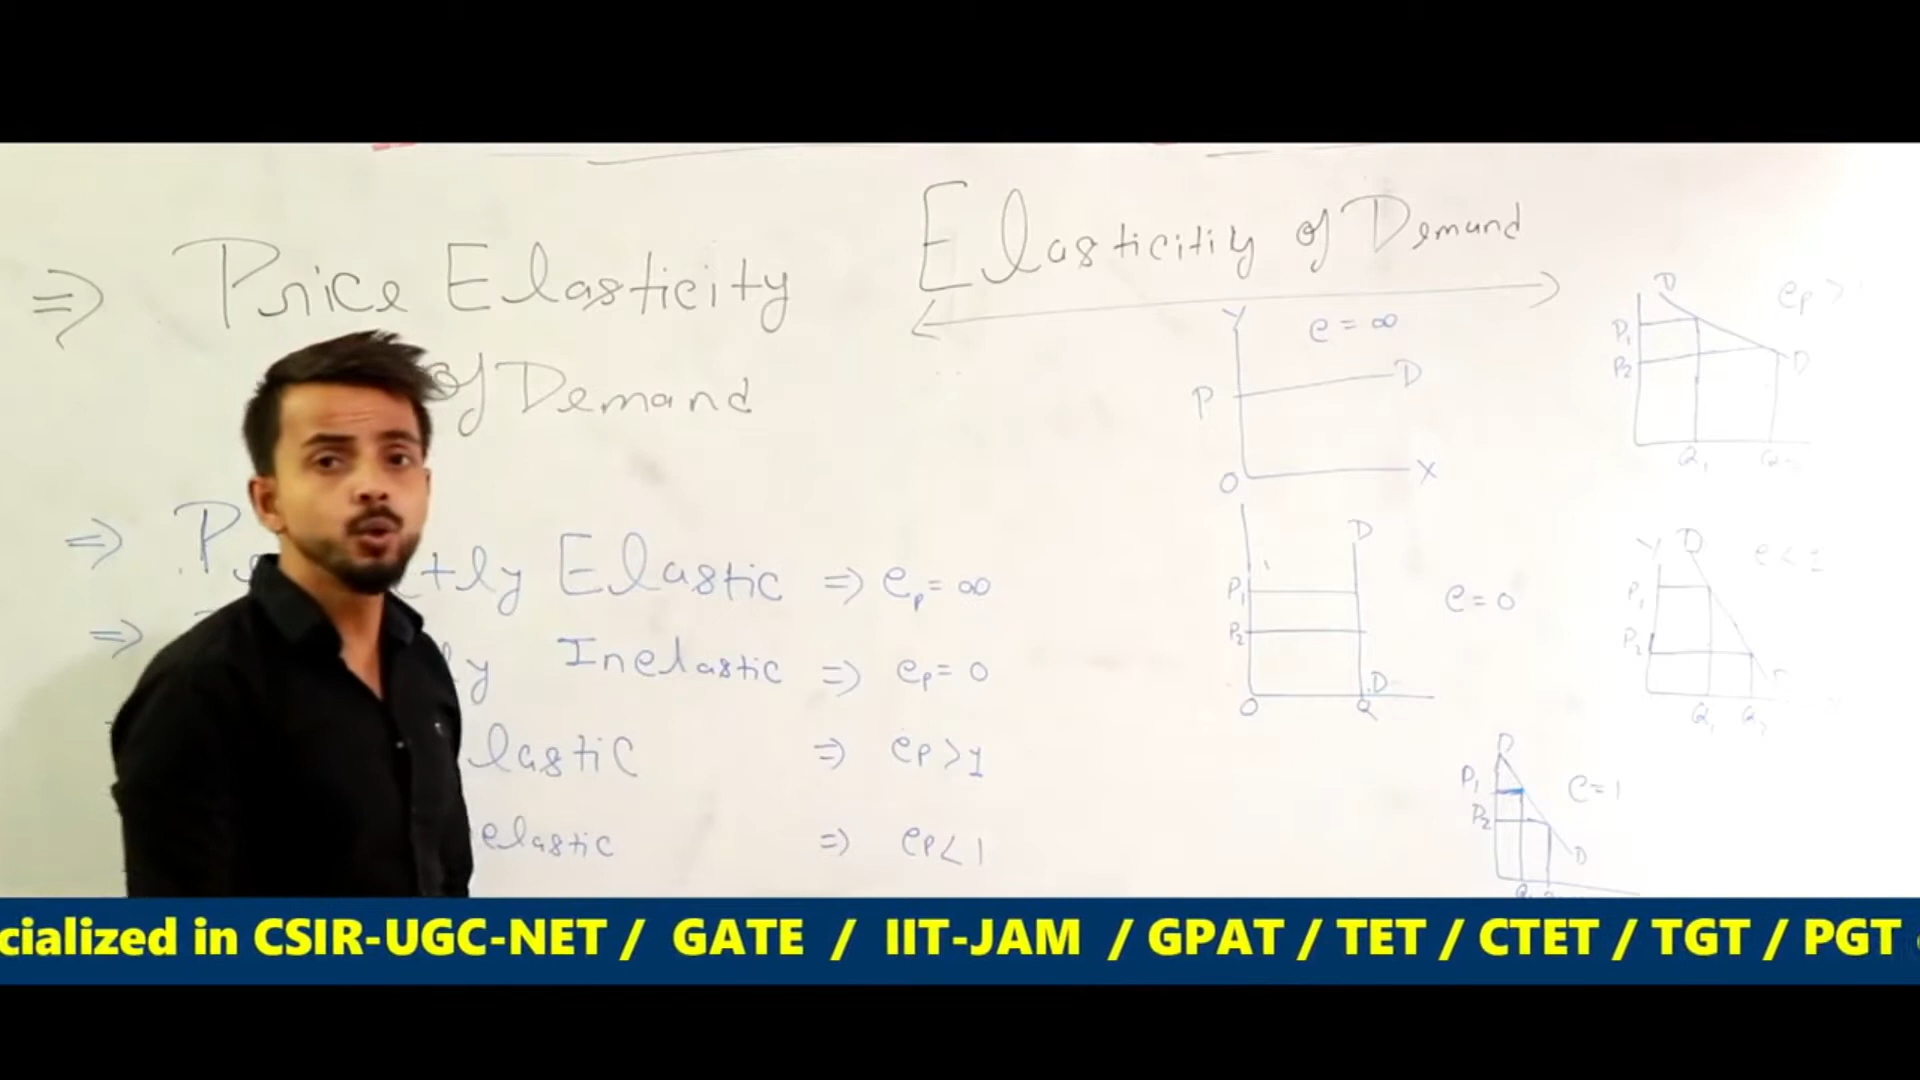 ⇒ Price Elasticity
of Demand
Elasticitiy of Demand
⇒ P tly Elastic ⇒ ep = ∞
⇒ y Inelastic ⇒ ep = 0
lastic ⇒ ep > 1
elastic ⇒ ep < 1
Y e = ∞
P D
O X
D
P1
P2 e = 0
D
O Q
D ep >
P1
P2 D
Q1
Y D e <
P1
P2
Q1 Q2
D
P1 e = 1
P2
D
cialized in CSIR-UGC-NET / GATE / IIT-JAM / GPAT / TET / CTET / TGT / PGT